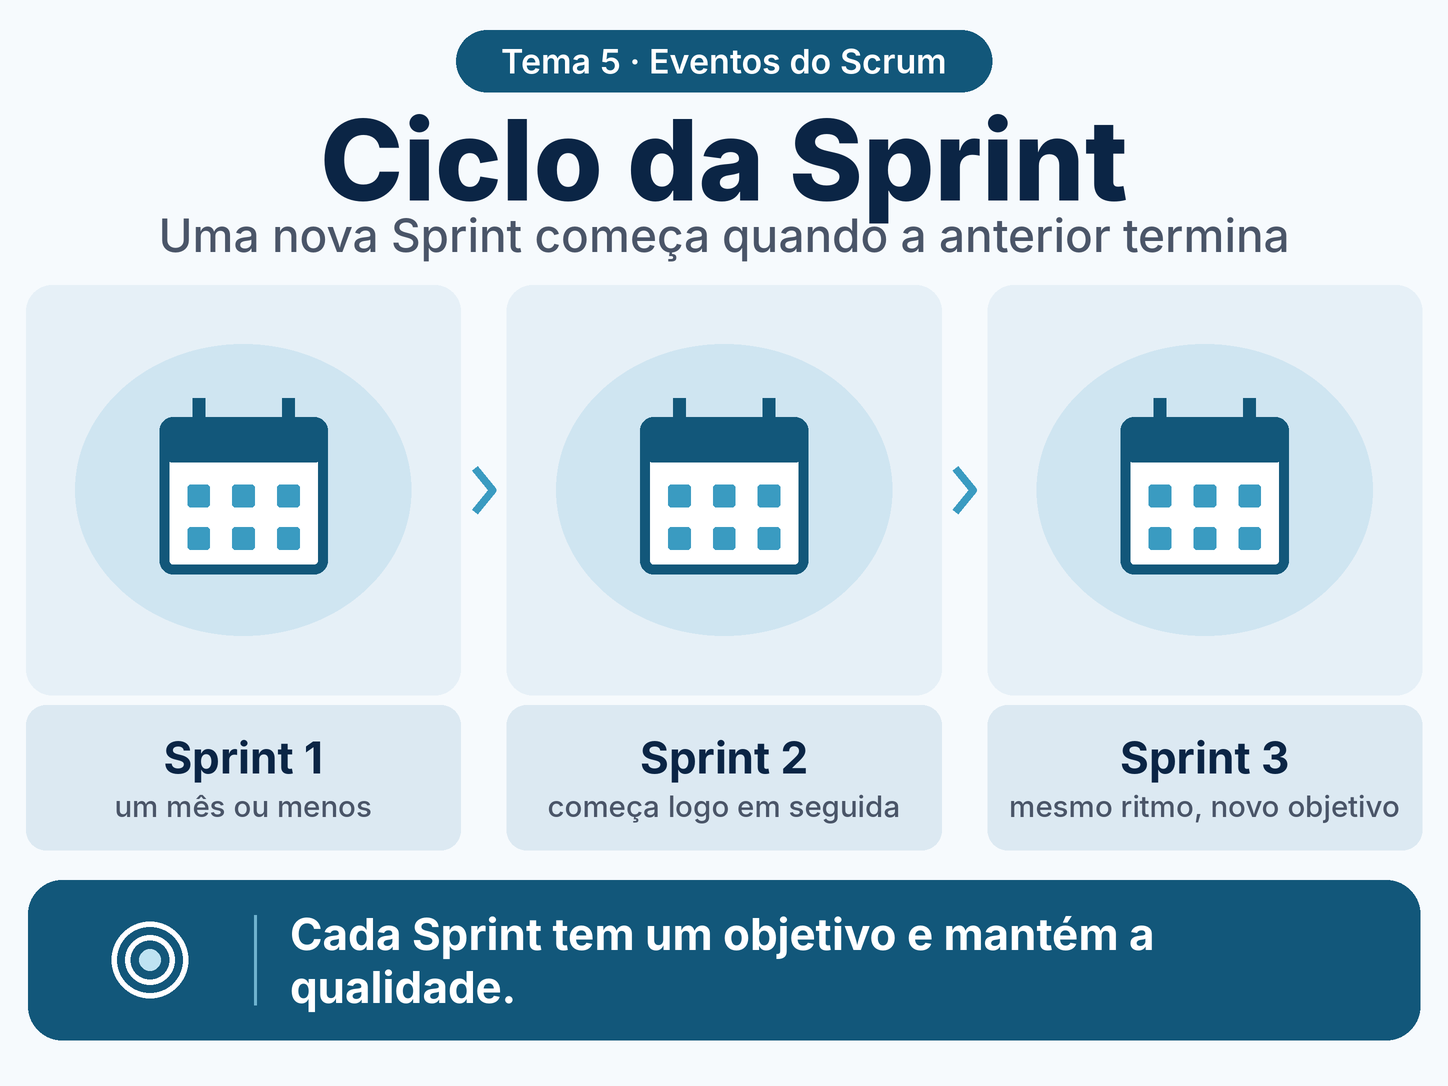 Tema 5 · Eventos do Scrum
Ciclo da Sprint
Uma nova Sprint começa quando a anterior termina
Sprint 1
um mês ou menos
Sprint 2
começa logo em seguida
Sprint 3
mesmo ritmo, novo objetivo
Cada Sprint tem um objetivo e mantém a
qualidade.